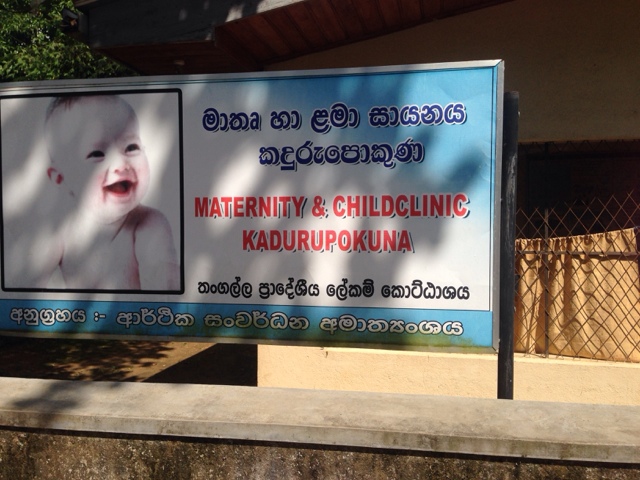 මාතෘ හා ළමා සායනය
කදුරුපොකුණ
MATERNITY & CHILDCLINIC
KADURUPOKUNA
තංගල්ල ප්‍රාදේශීය ලේකම් කොට්ඨාශය
අනුග්‍රහය :- ආර්ථික සංවර්ධන අමාත්‍යංශය